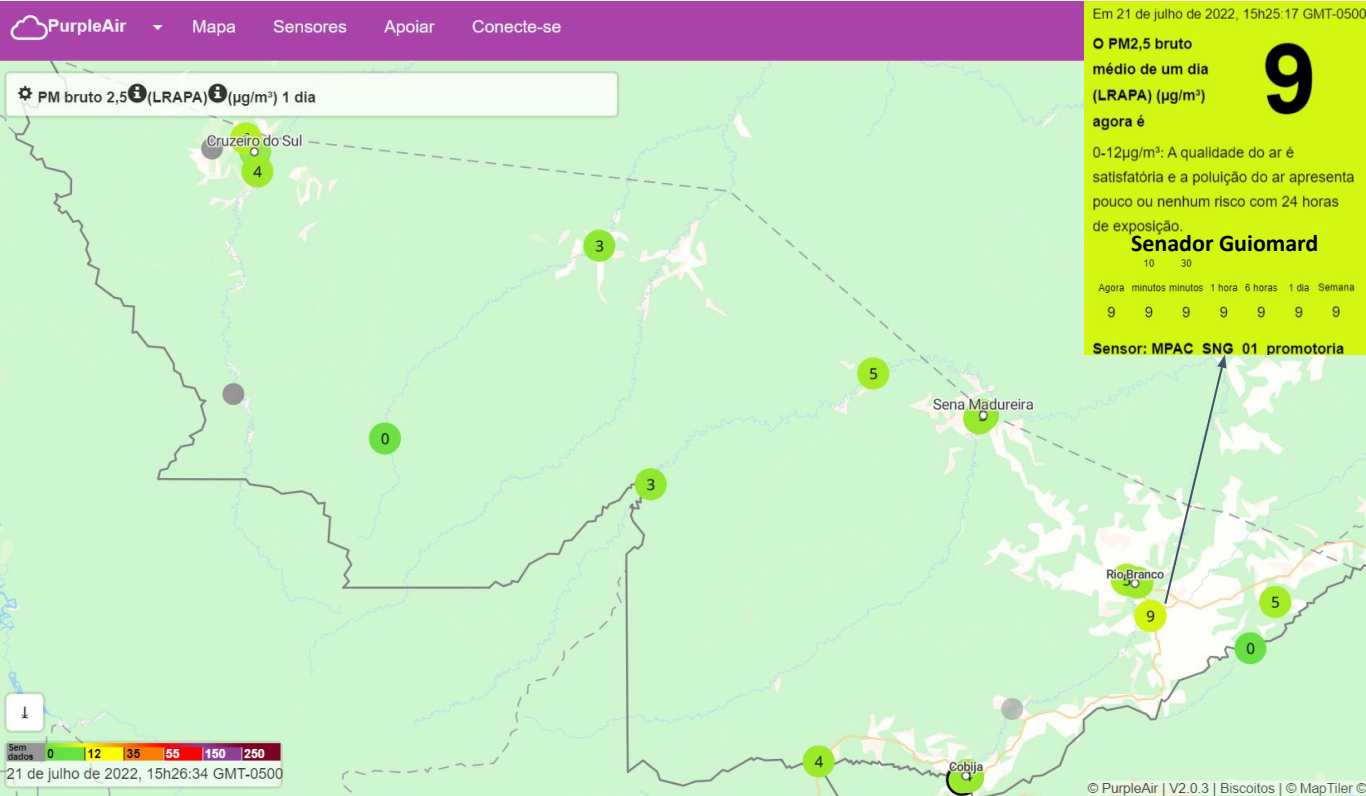 PurpleAir
Mapa
Sensores
Apoiar
Conecte-se
PM bruto 2,5 (LRAPA) (µg/m³) 1 dia
Em 21 de julho de 2022, 15h25:17 GMT-0500
O PM2,5 bruto
médio de um dia
(LRAPA) (µg/m³)
agora é
9
0-12µg/m³: A qualidade do ar é
satisfatória e a poluição do ar apresenta
pouco ou nenhum risco com 24 horas
de exposição.
Senador Guiomard
10 30
Agora minutos minutos 1 hora 6 horas 1 dia Semana
9 9 9 9 9 9 9
Sensor: MPAC_SNG_01_promotoria
Cruzeiro do Sul
4
3
5
Sena Madureira
0
3
Rio Branco
5
9
0
4
Cobija
Sem
dados 0 12 35 55 150 250
21 de julho de 2022, 15h26:34 GMT-0500
© PurpleAir | V2.0.3 | Biscoitos | © MapTiler ©